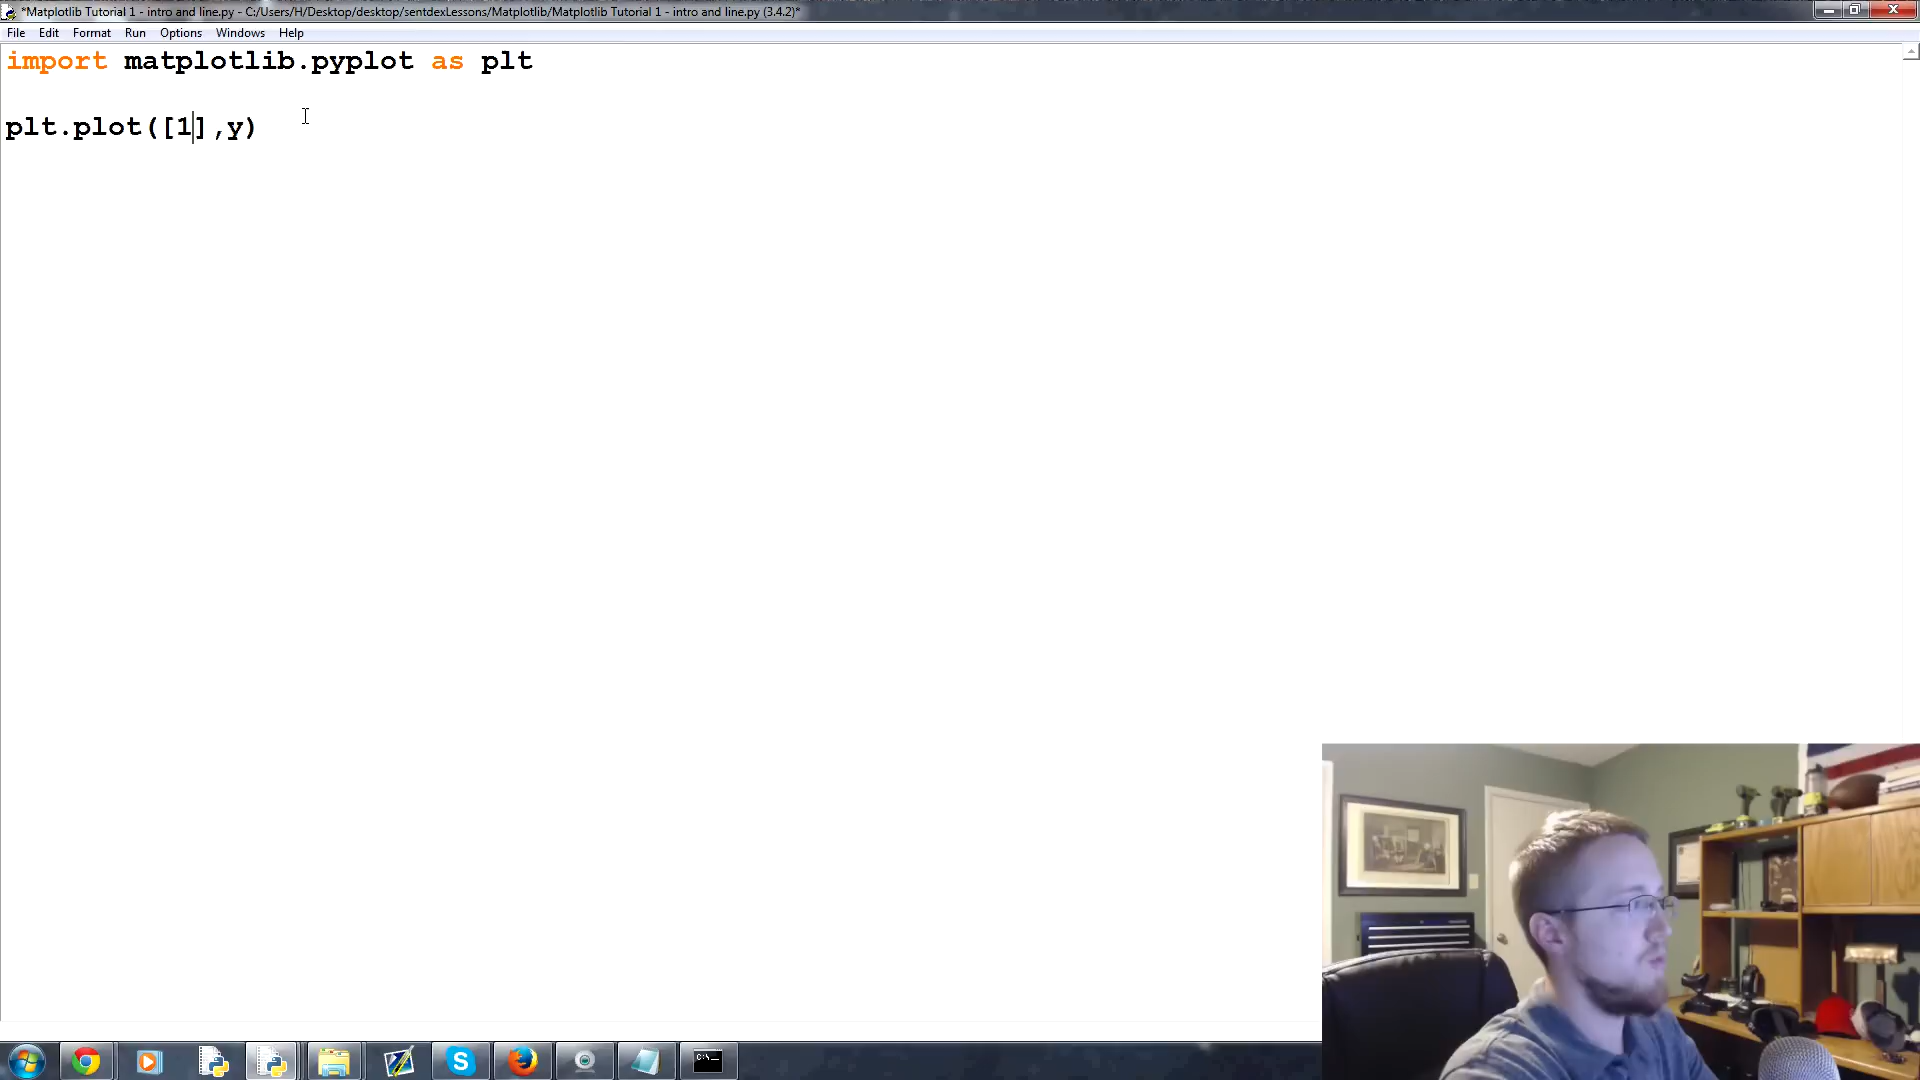 *Matplotlib Tutorial 1 - intro and line.py - C:/Users/H/Desktop/desktop/sentdexLessons/Matplotlib/Matplotlib Tutorial 1 - intro and line.py (3.4.2)*
File Edit Format Run Options Windows Help
import matplotlib.pyplot as plt
plt.plot([1],y)
C:\_